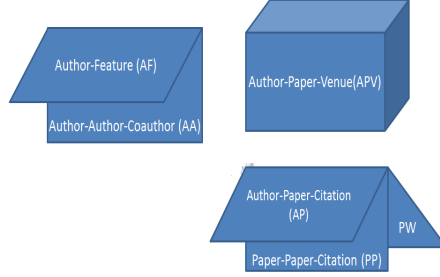 Author-Feature (AF)
Author-Author-Coauthor (AA)
Author-Paper-Venue(APV)
Author-Paper-Citation
(AP)
PW
Paper-Paper-Citation (PP)